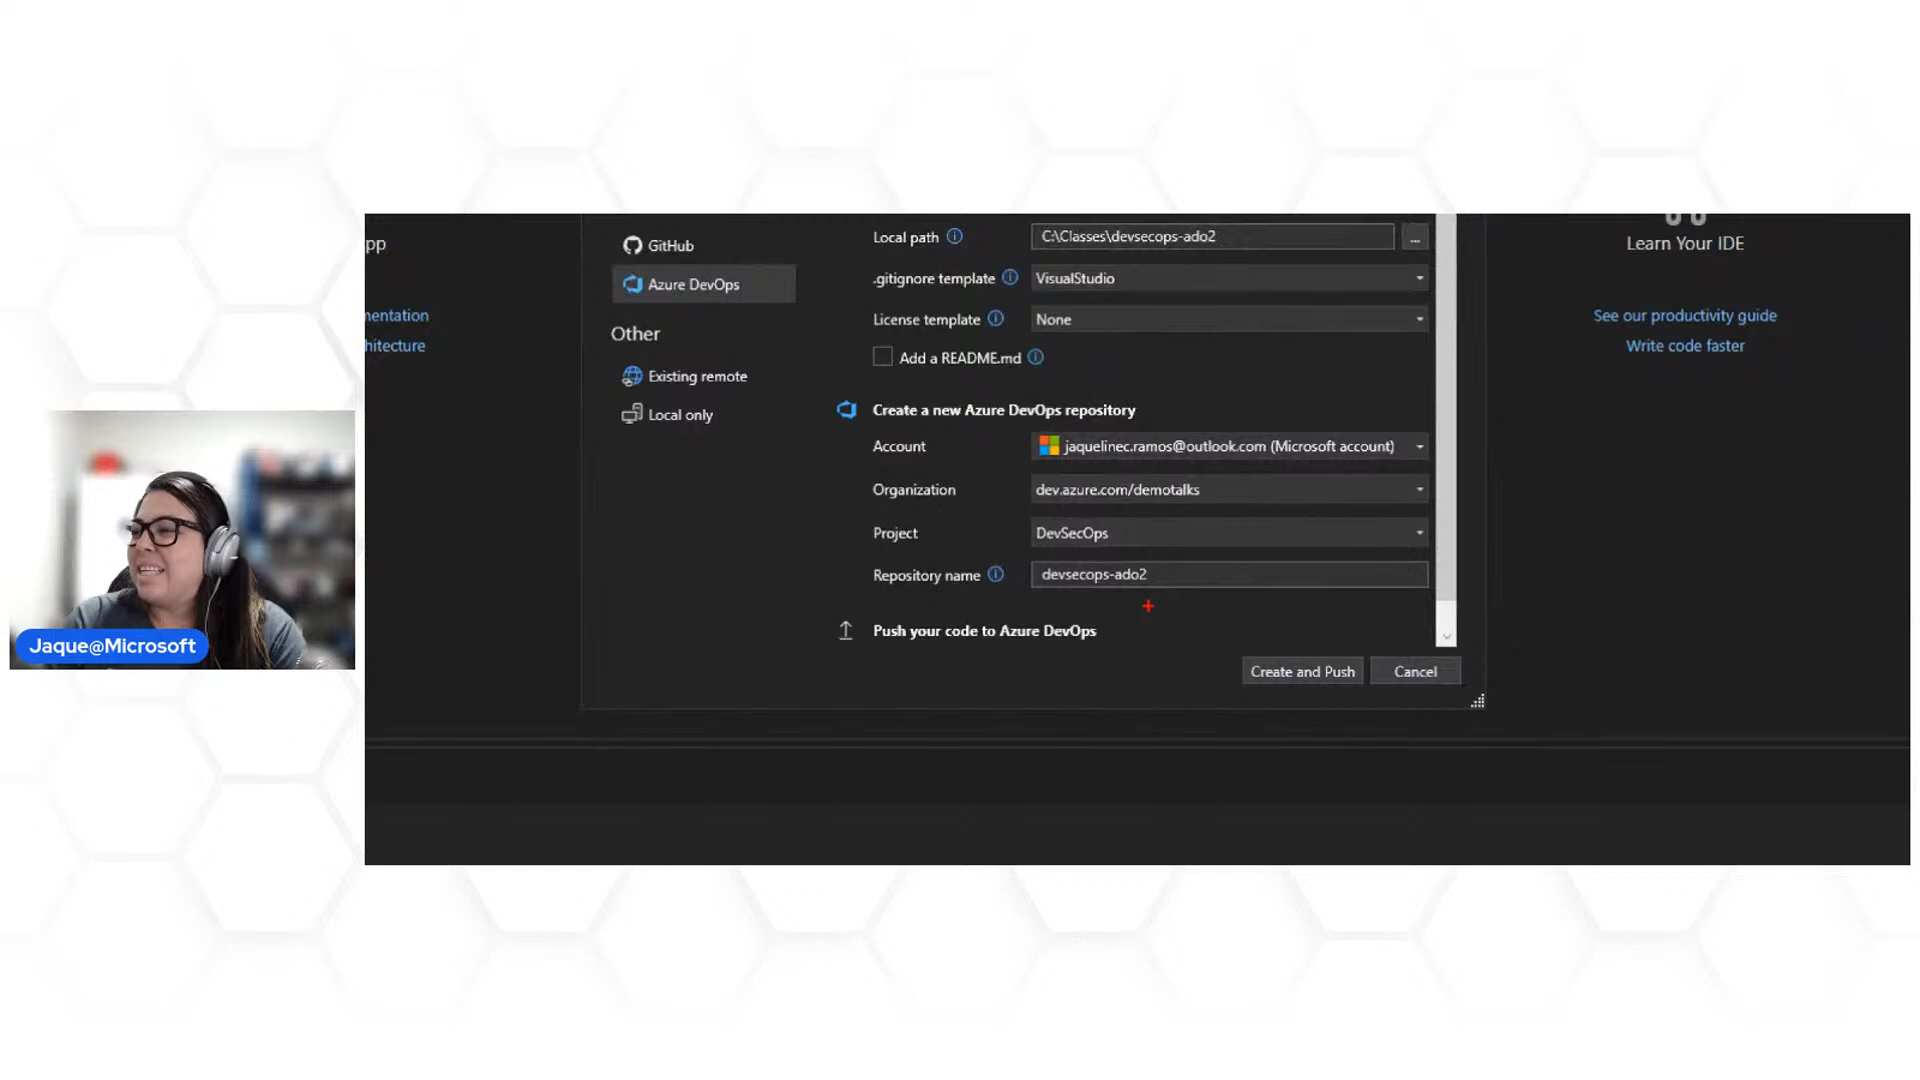 pp
mentation
hitecture
GitHub
Azure DevOps
Other
Existing remote
Local only
Local path
C:\Classes\devsecops-ado2
...
.gitignore template
VisualStudio
License template
None
Add a README.md
Create a new Azure DevOps repository
Account
jaquelinec.ramos@outlook.com (Microsoft account)
Organization
dev.azure.com/demotalks
Project
DevSecOps
Repository name
devsecops-ado2
Push your code to Azure DevOps
Create and Push
Cancel
Learn Your IDE
See our productivity guide
Write code faster
Jaque@Microsoft